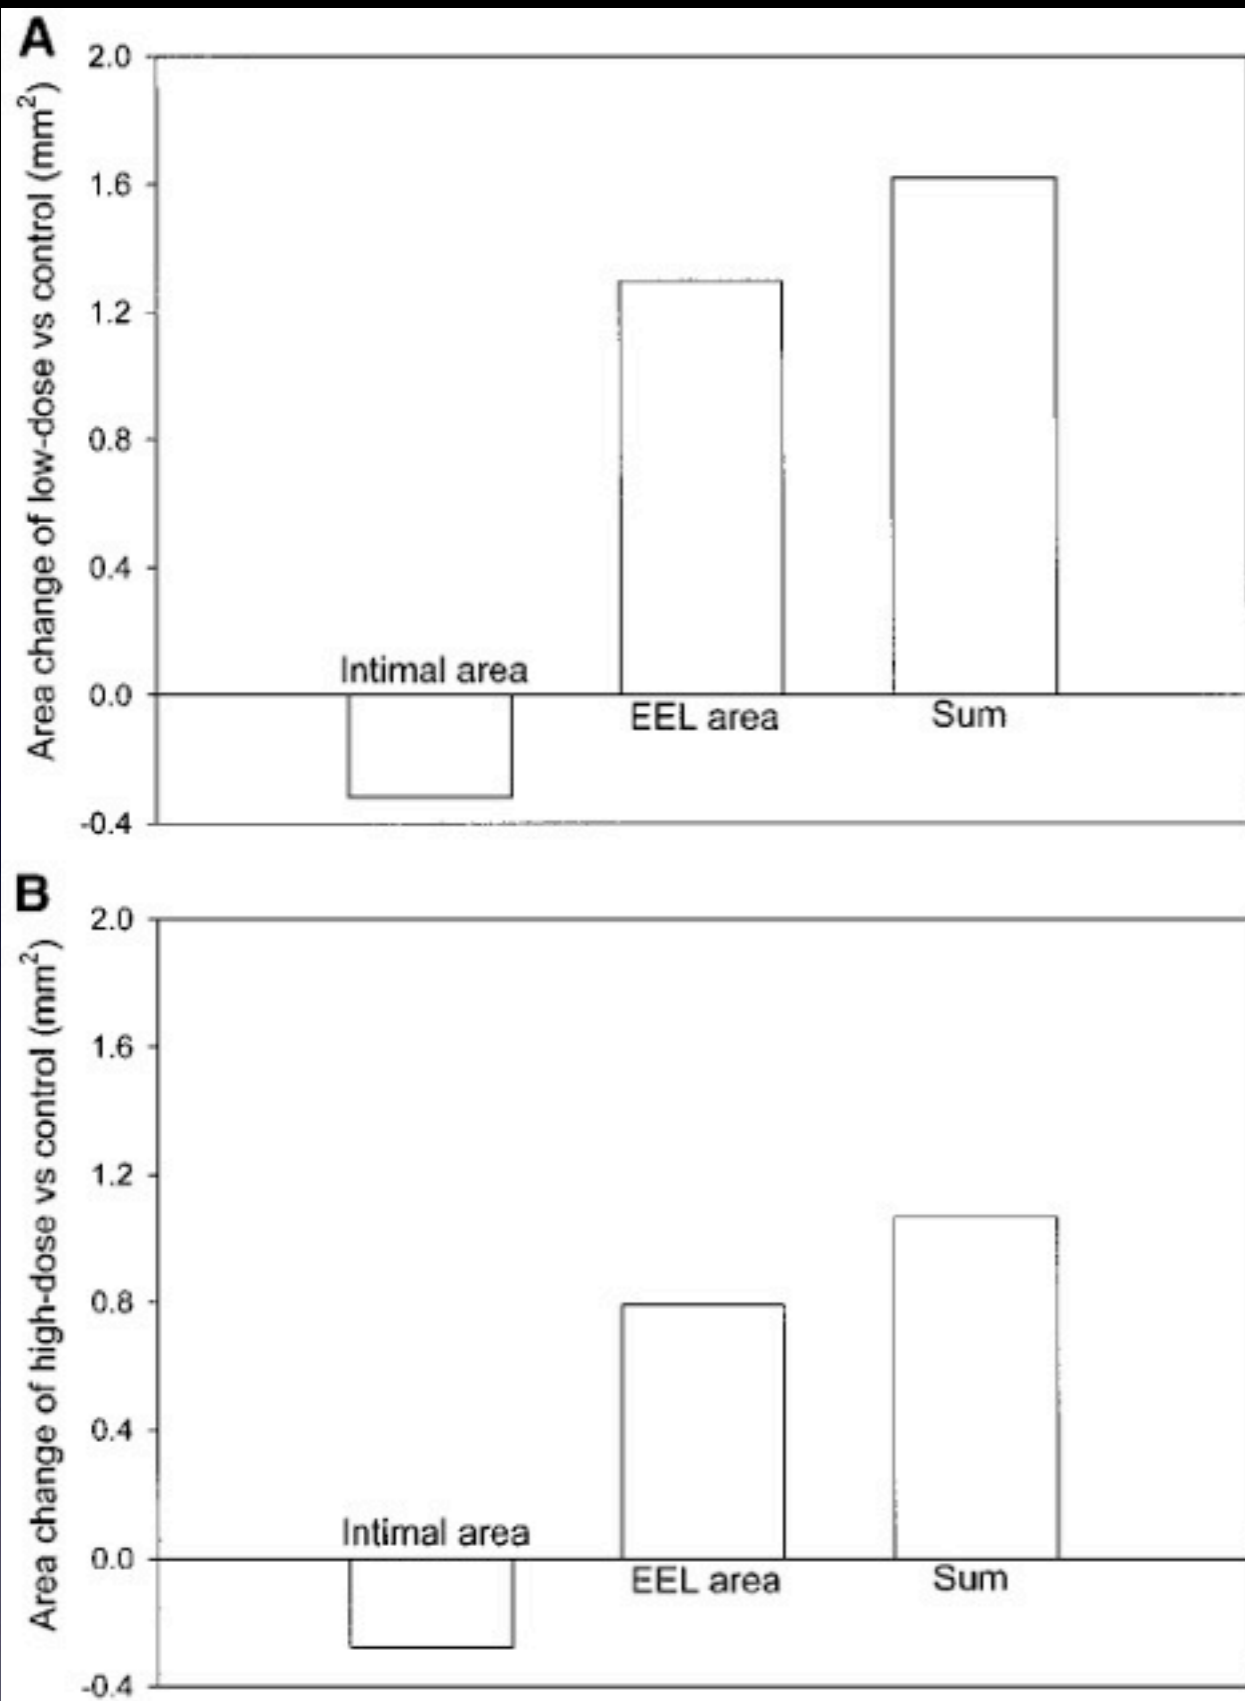 A
Area change of low-dose vs control (mm²)
2.0
1.6
1.2
0.8
0.4
0.0
-0.4
Intimal area
EEL area
Sum
B
Area change of high-dose vs control (mm²)
2.0
1.6
1.2
0.8
0.4
0.0
-0.4
Intimal area
EEL area
Sum